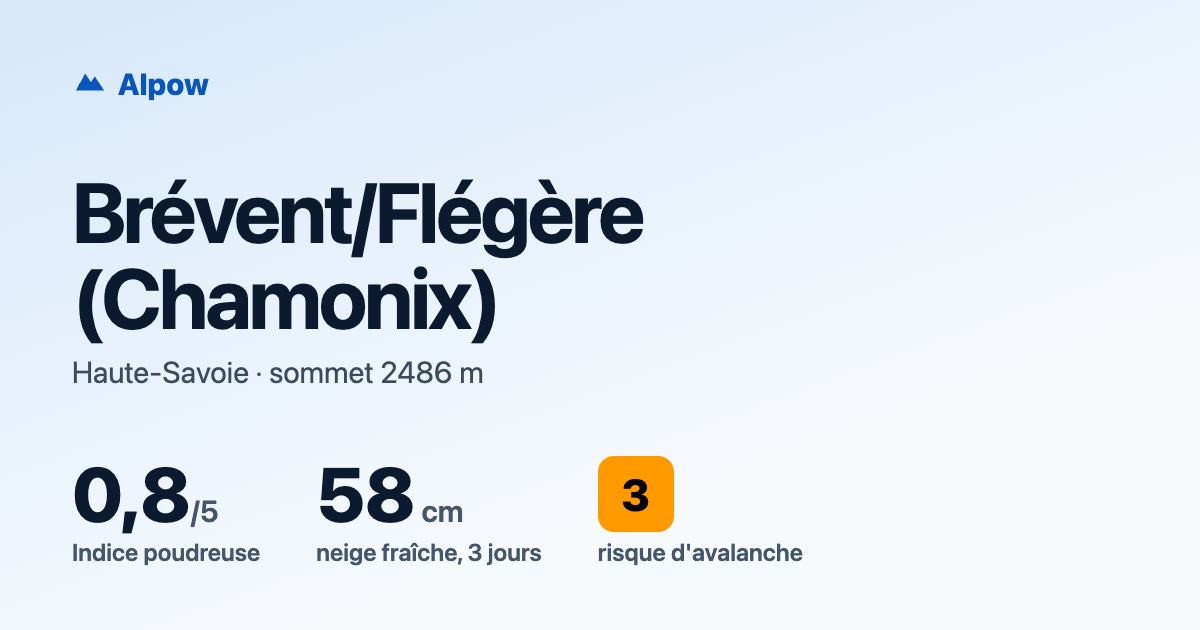 Alpow
Brévent/Flégère
(Chamonix)
Haute-Savoie · sommet 2486 m
0,8/5
Indice poudreuse
58 cm
neige fraîche, 3 jours
3
risque d'avalanche